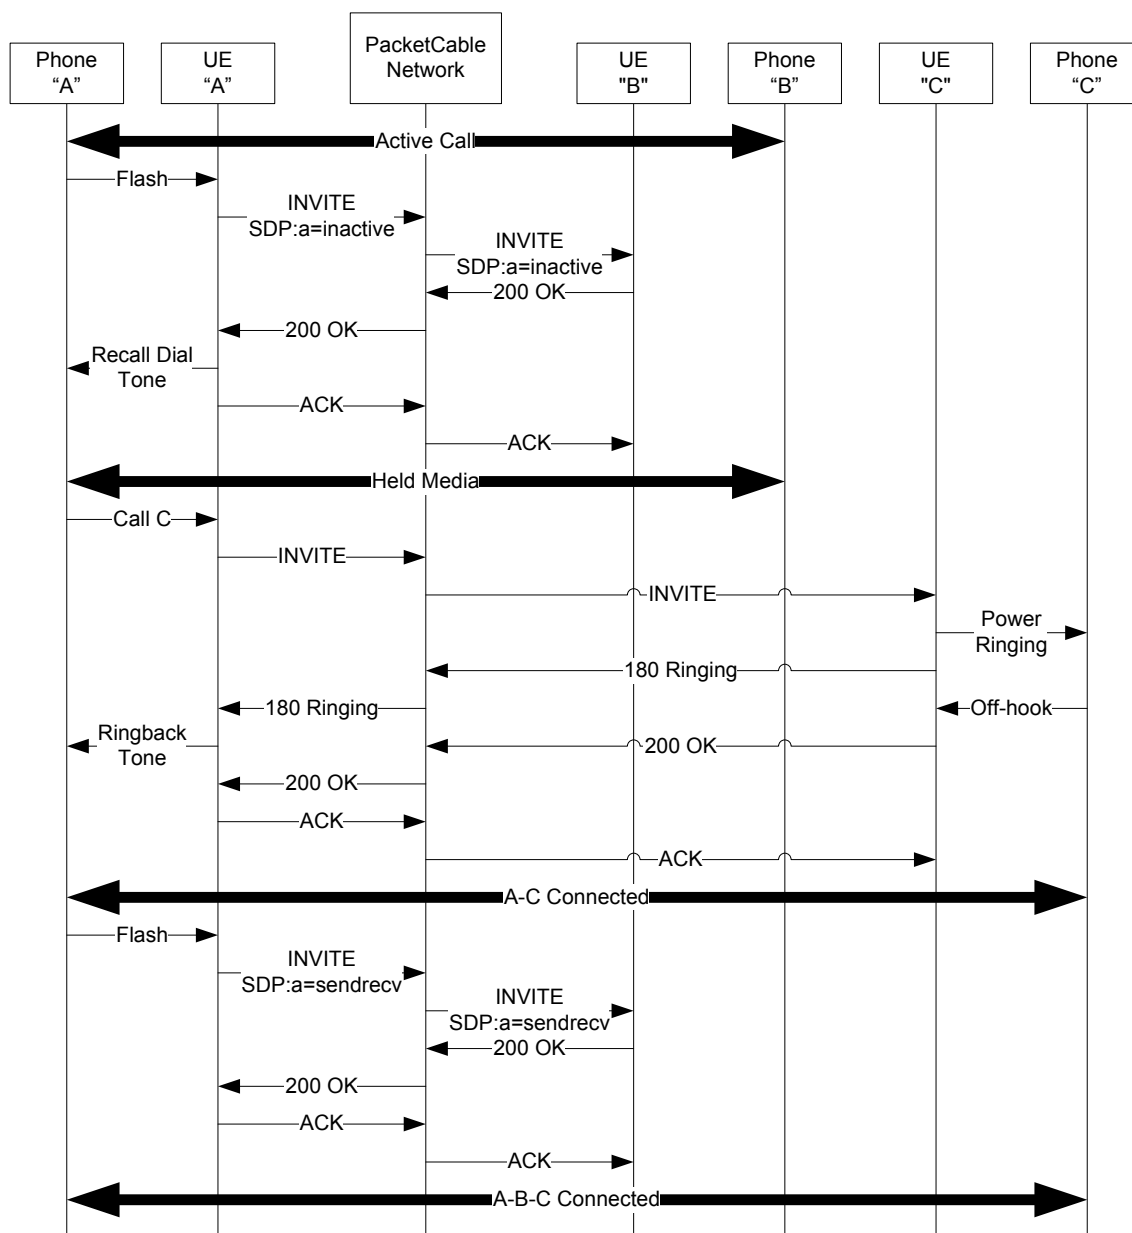 Phone
“A”
UE
“A”
PacketCable
Network
UE
"B"
Phone
“B”
UE
"C"
Phone
“C”
Active Call
Flash
INVITE
SDP:a=inactive
INVITE
SDP:a=inactive
200 OK
200 OK
Recall Dial
Tone
ACK
ACK
Held Media
Call C
INVITE
INVITE
Power
Ringing
180 Ringing
180 Ringing
Off-hook
Ringback
Tone
200 OK
200 OK
ACK
ACK
A-C Connected
Flash
INVITE
SDP:a=sendrecv
INVITE
SDP:a=sendrecv
200 OK
200 OK
ACK
ACK
A-B-C Connected